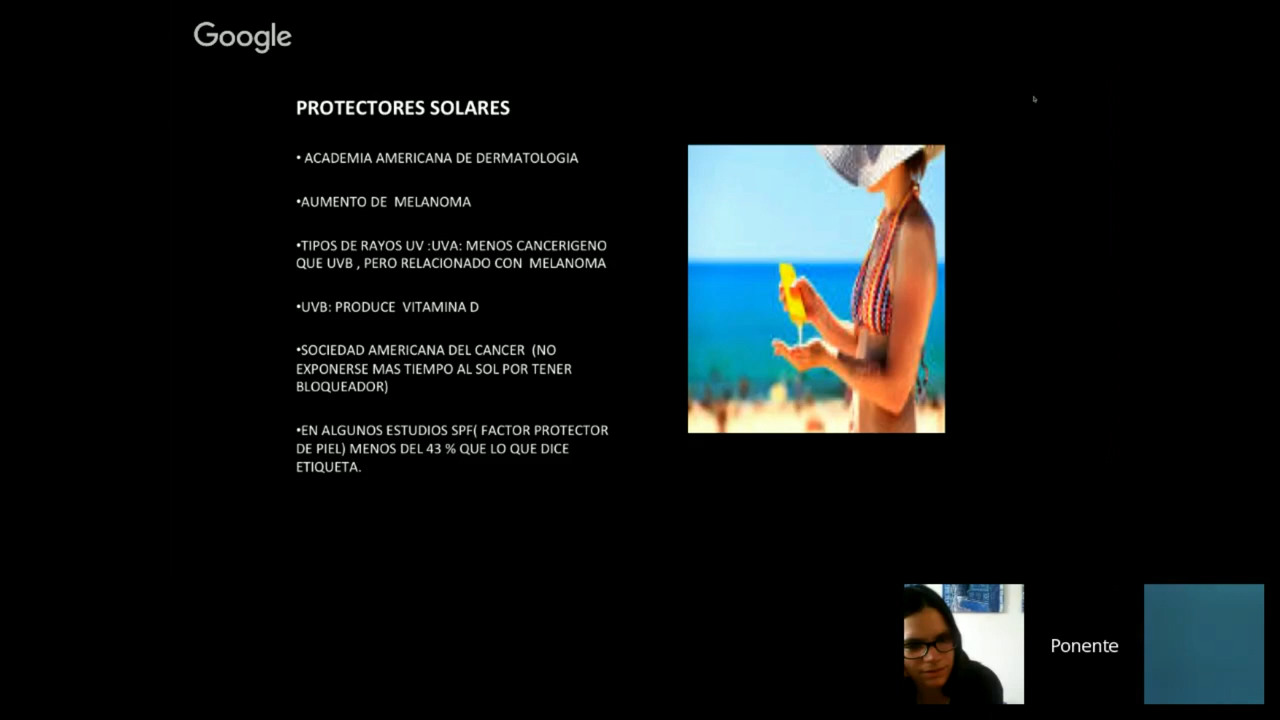 Google
PROTECTORES SOLARES
• ACADEMIA AMERICANA DE DERMATOLOGIA
•AUMENTO DE MELANOMA
•TIPOS DE RAYOS UV :UVA: MENOS CANCERIGENO
QUE UVB , PERO RELACIONADO CON MELANOMA
•UVB: PRODUCE VITAMINA D
•SOCIEDAD AMERICANA DEL CANCER (NO
EXPONERSE MAS TIEMPO AL SOL POR TENER
BLOQUEADOR)
•EN ALGUNOS ESTUDIOS SPF( FACTOR PROTECTOR
DE PIEL) MENOS DEL 43 % QUE LO QUE DICE
ETIQUETA.
Ponente